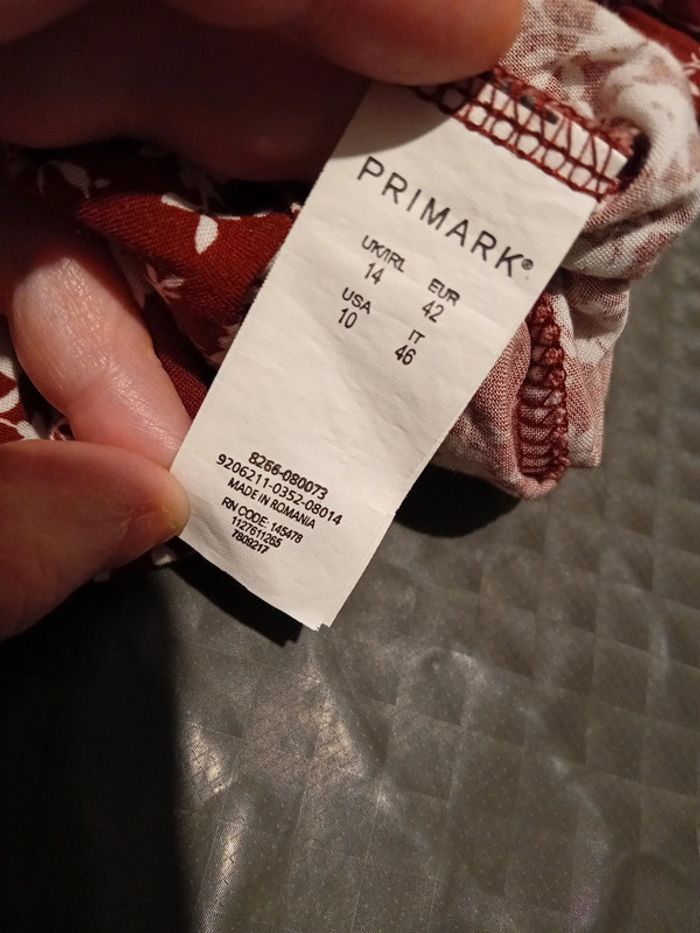 PRIMARK®
UK/IRL EUR
14 42
USA IT
10 46
8266-080073
9206211-0352-08014
MADE IN ROMANIA
RN CODE: 145478
1127611265
7809217